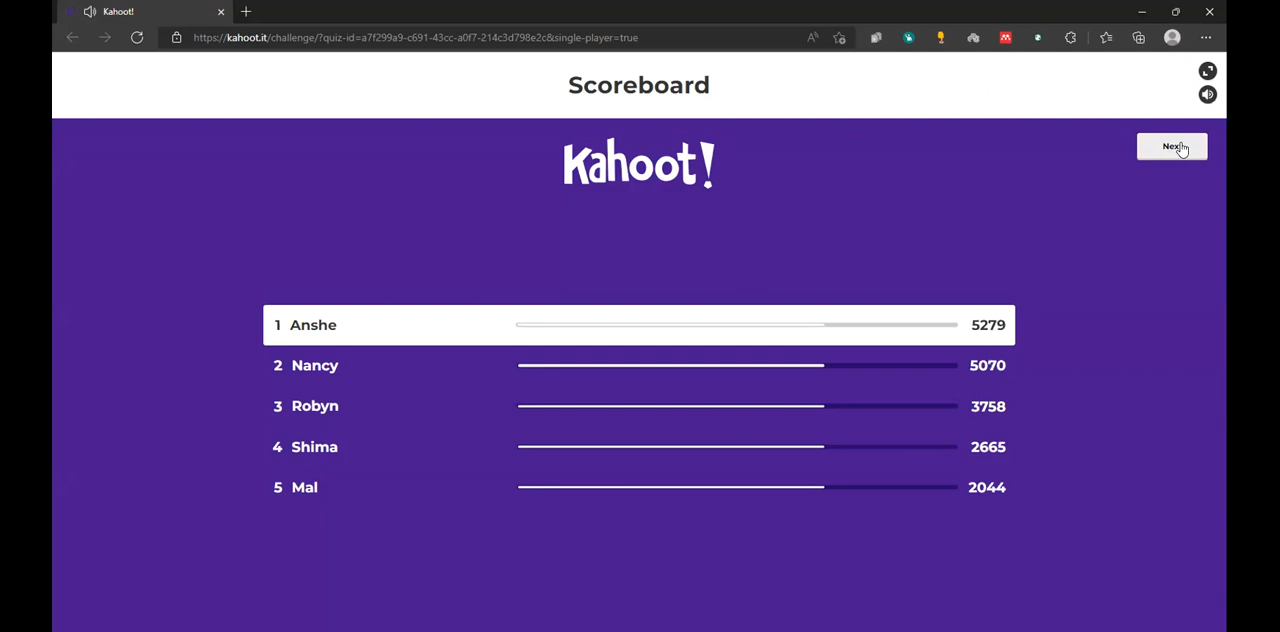 Kahoot!
https://kahoot.it/challenge/?quiz-id=a7f299a9-c691-43cc-a0f7-214c3d798e2c&single-player=true
Scoreboard
Kahoot!
Next
1 Anshe 5279
2 Nancy 5070
3 Robyn 3758
4 Shima 2665
5 Mal 2044